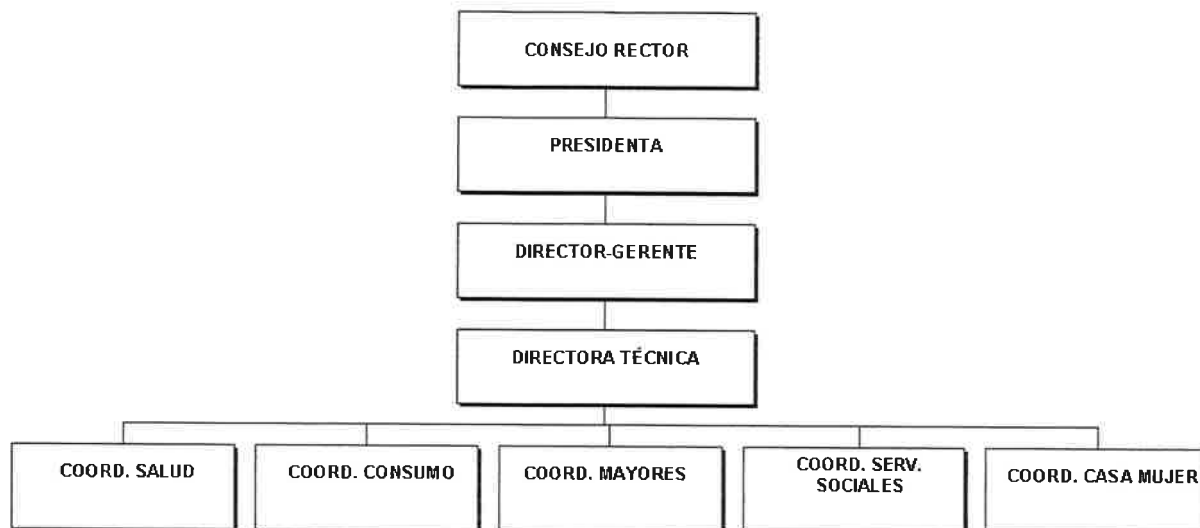 CONSEJO RECTOR
PRESIDENTA
DIRECTOR-GERENTE
DIRECTORA TÉCNICA
COORD. SALUD
COORD. CONSUMO
COORD. MAYORES
COORD. SERV.
SOCIALES
COORD. CASA MUJER